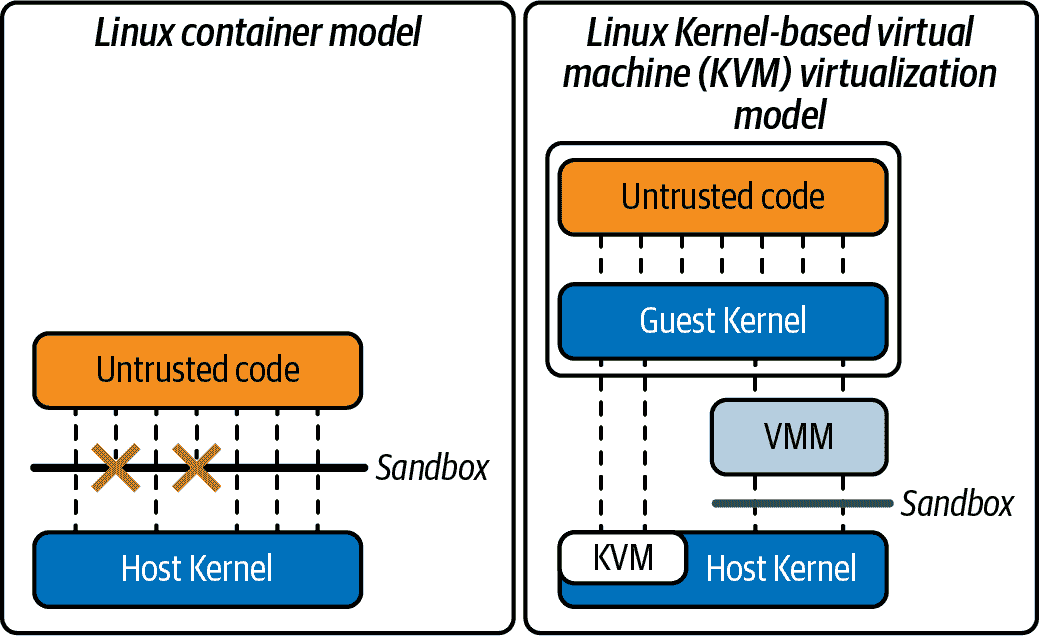 Linux container model
Untrusted code
Sandbox
Host Kernel
Linux Kernel-based virtual
machine (KVM) virtualization
model
Untrusted code
Guest Kernel
VMM
Sandbox
KVM
Host Kernel